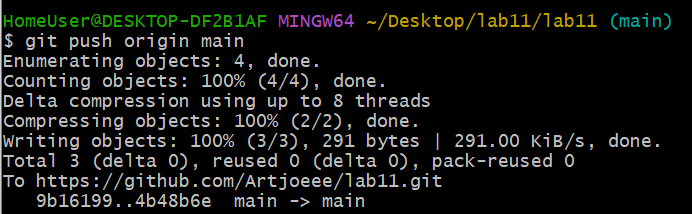 HomeUser@DESKTOP-DF2B1AF MINGW64 ~/Desktop/lab11/lab11 (main)
$ git push origin main
Enumerating objects: 4, done.
Counting objects: 100% (4/4), done.
Delta compression using up to 8 threads
Compressing objects: 100% (2/2), done.
Writing objects: 100% (3/3), 291 bytes | 291.00 KiB/s, done.
Total 3 (delta 0), reused 0 (delta 0), pack-reused 0
To https://github.com/Artjoeee/lab11.git
   9b16199..4b48b6e  main -> main